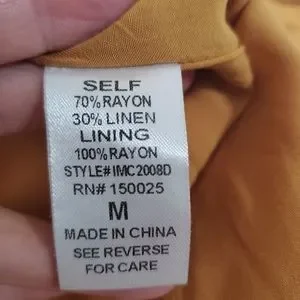 SELF
70% RAYON
30% LINEN
LINING
100% RAYON
STYLE# IMC2008D
RN# 150025
M
MADE IN CHINA
SEE REVERSE
FOR CARE